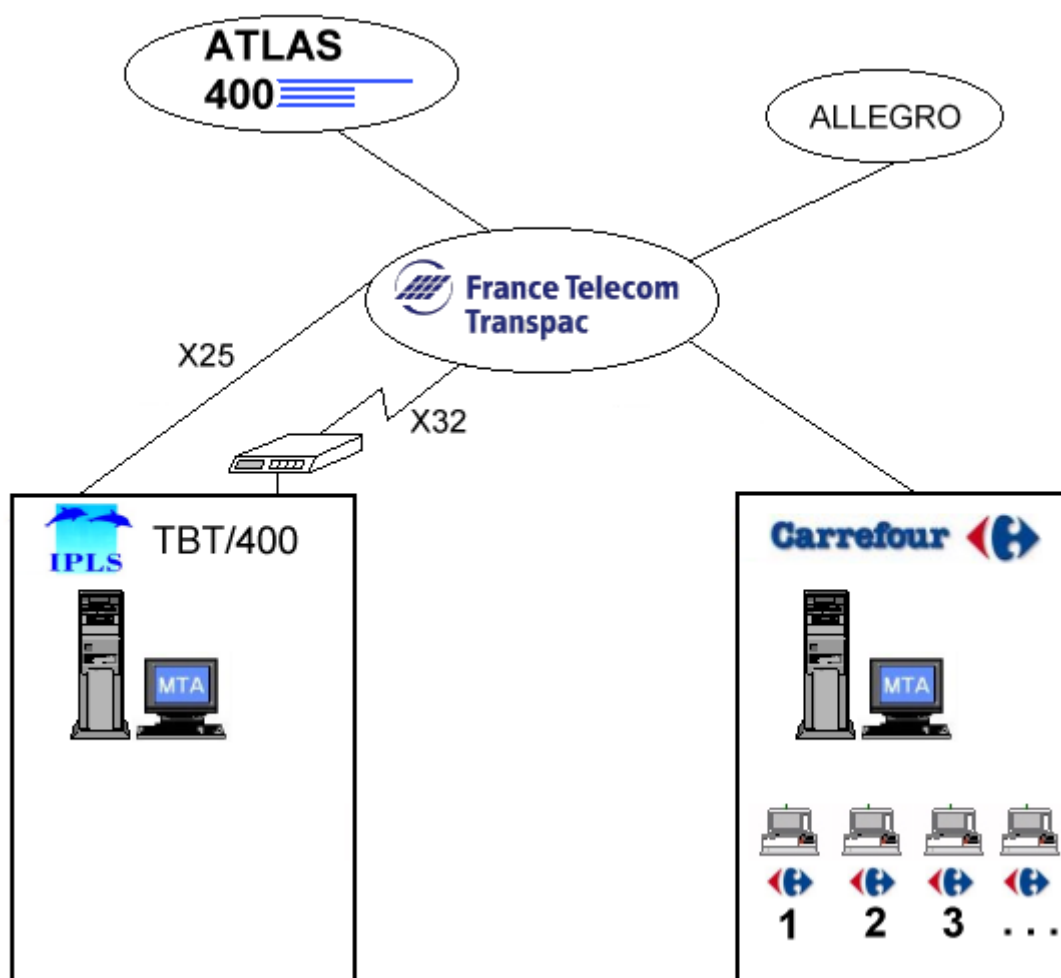 ATLAS
400
ALLEGRO
France Telecom
Transpac
X25
X32
IPLS
TBT/400
Carrefour
MTA
MTA
1 2 3 . . .